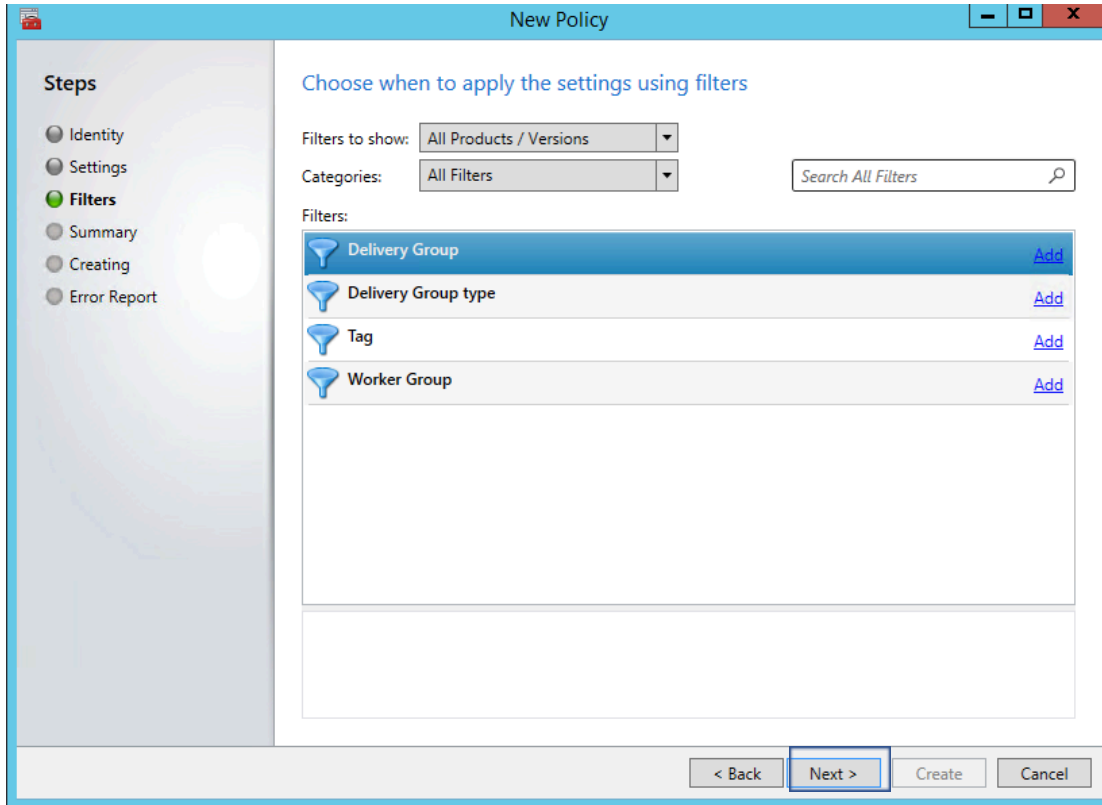 New Policy
Steps
Identity
Settings
Filters
Summary
Creating
Error Report
Choose when to apply the settings using filters
Filters to show: All Products / Versions
Categories: All Filters Search All Filters
Filters:
Delivery Group Add
Delivery Group type Add
Tag Add
Worker Group Add
< Back Next > Create Cancel